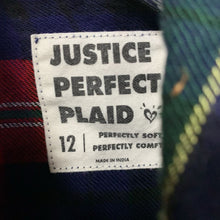 JUSTICE
PERFECT
PLAID
12 | PERFECTLY SOFT
PERFECTLY COMFY
MADE IN INDIA